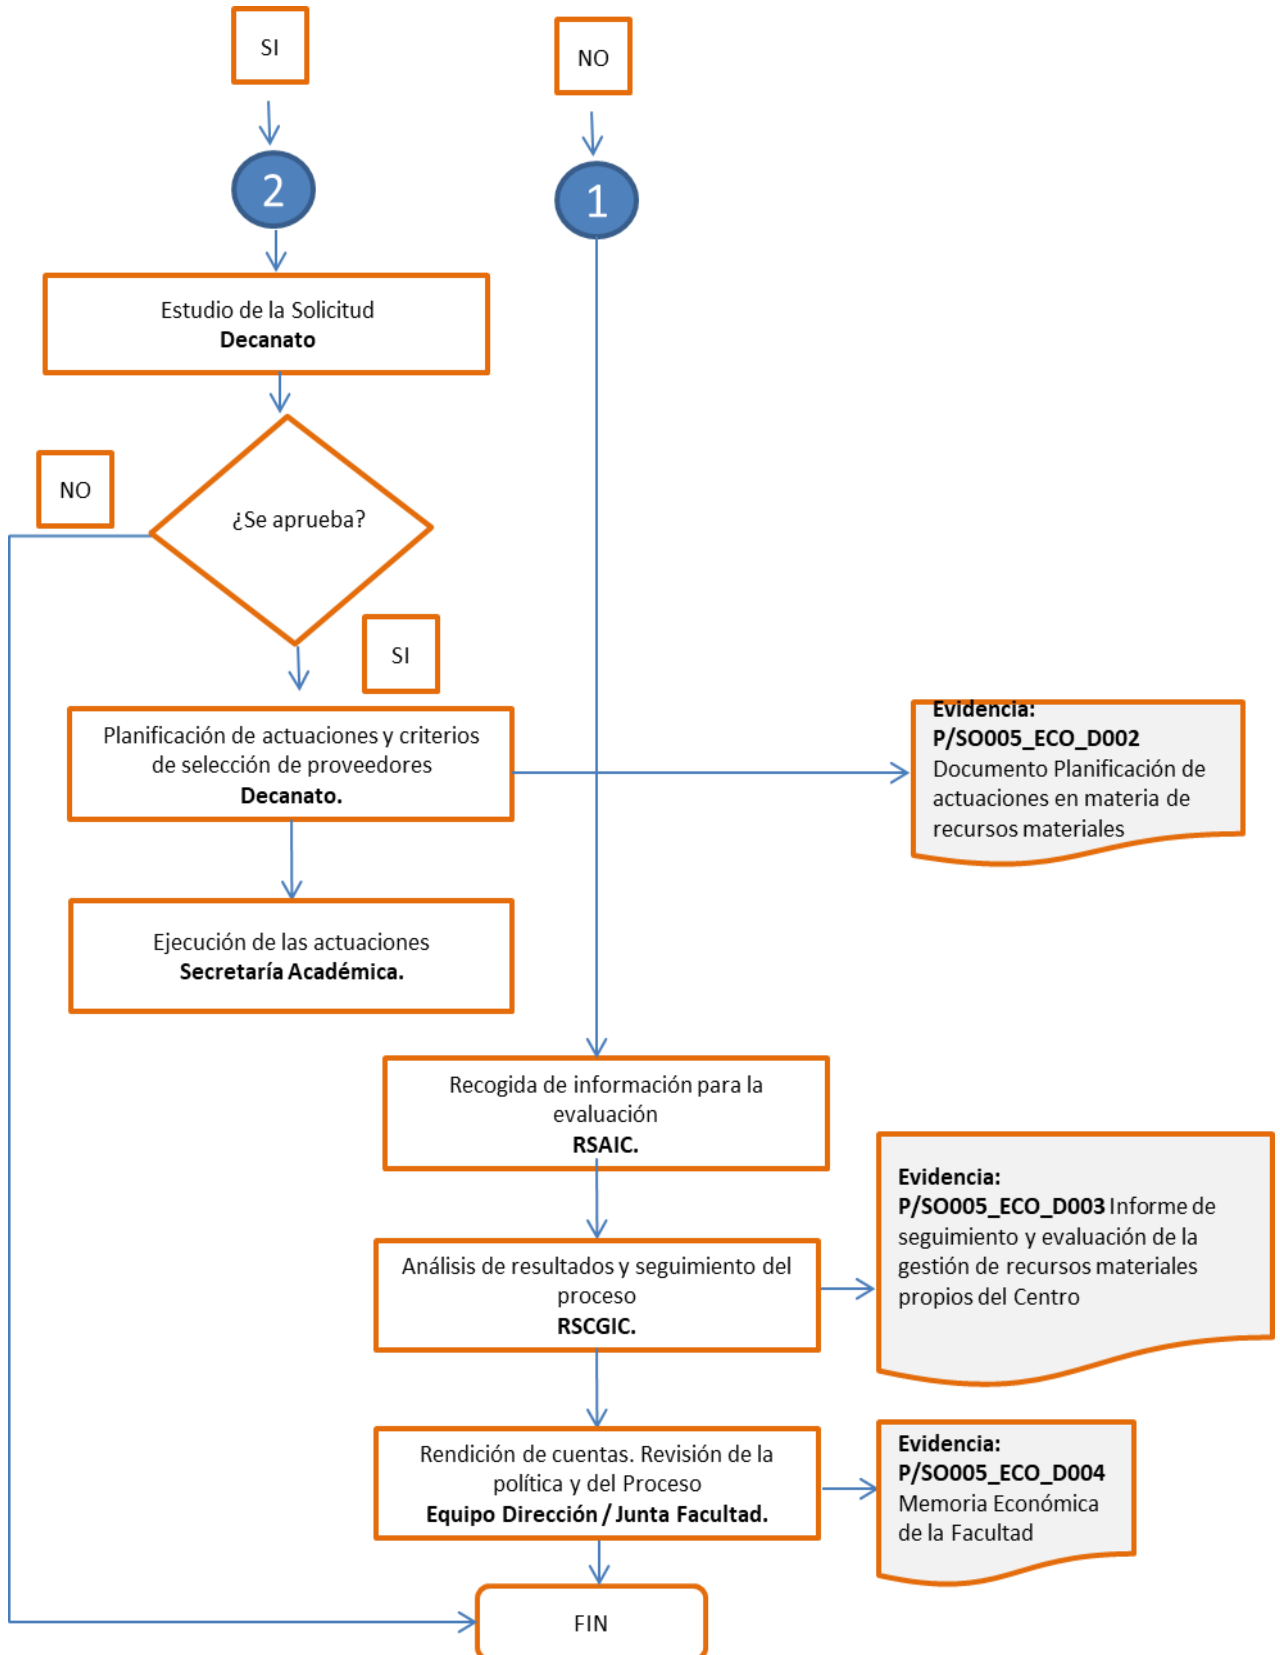 SI
NO
2
1
Estudio de la Solicitud
Decanato
NO
¿Se aprueba?
SI
Planificación de actuaciones y criterios
de selección de proveedores
Decanato.
Evidencia:
P/SO005_ECO_D002
Documento Planificación de
actuaciones en materia de
recursos materiales
Ejecución de las actuaciones
Secretaría Académica.
Recogida de información para la
evaluación
RSAIC.
Evidencia:
P/SO005_ECO_D003 Informe de
seguimiento y evaluación de la
gestión de recursos materiales
propios del Centro
Análisis de resultados y seguimiento del
proceso
RSCGIC.
Rendición de cuentas. Revisión de la
política y del Proceso
Equipo Dirección / Junta Facultad.
Evidencia:
P/SO005_ECO_D004
Memoria Económica
de la Facultad
FIN